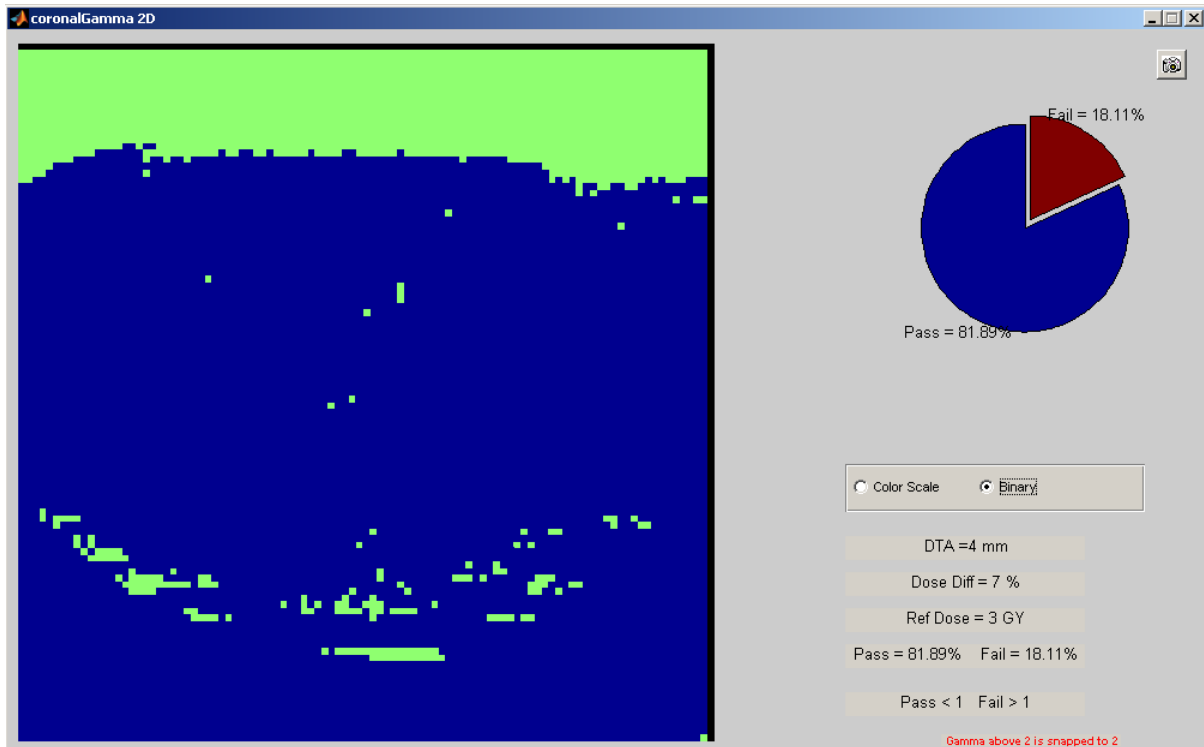 coronalGamma 2D
Fail = 18.11%
Pass = 81.89%
Color Scale
Binary
DTA =4 mm
Dose Diff = 7 %
Ref Dose = 3 GY
Pass = 81.89% Fail = 18.11%
Pass < 1 Fail > 1
Gamma above 2 is snapped to 2